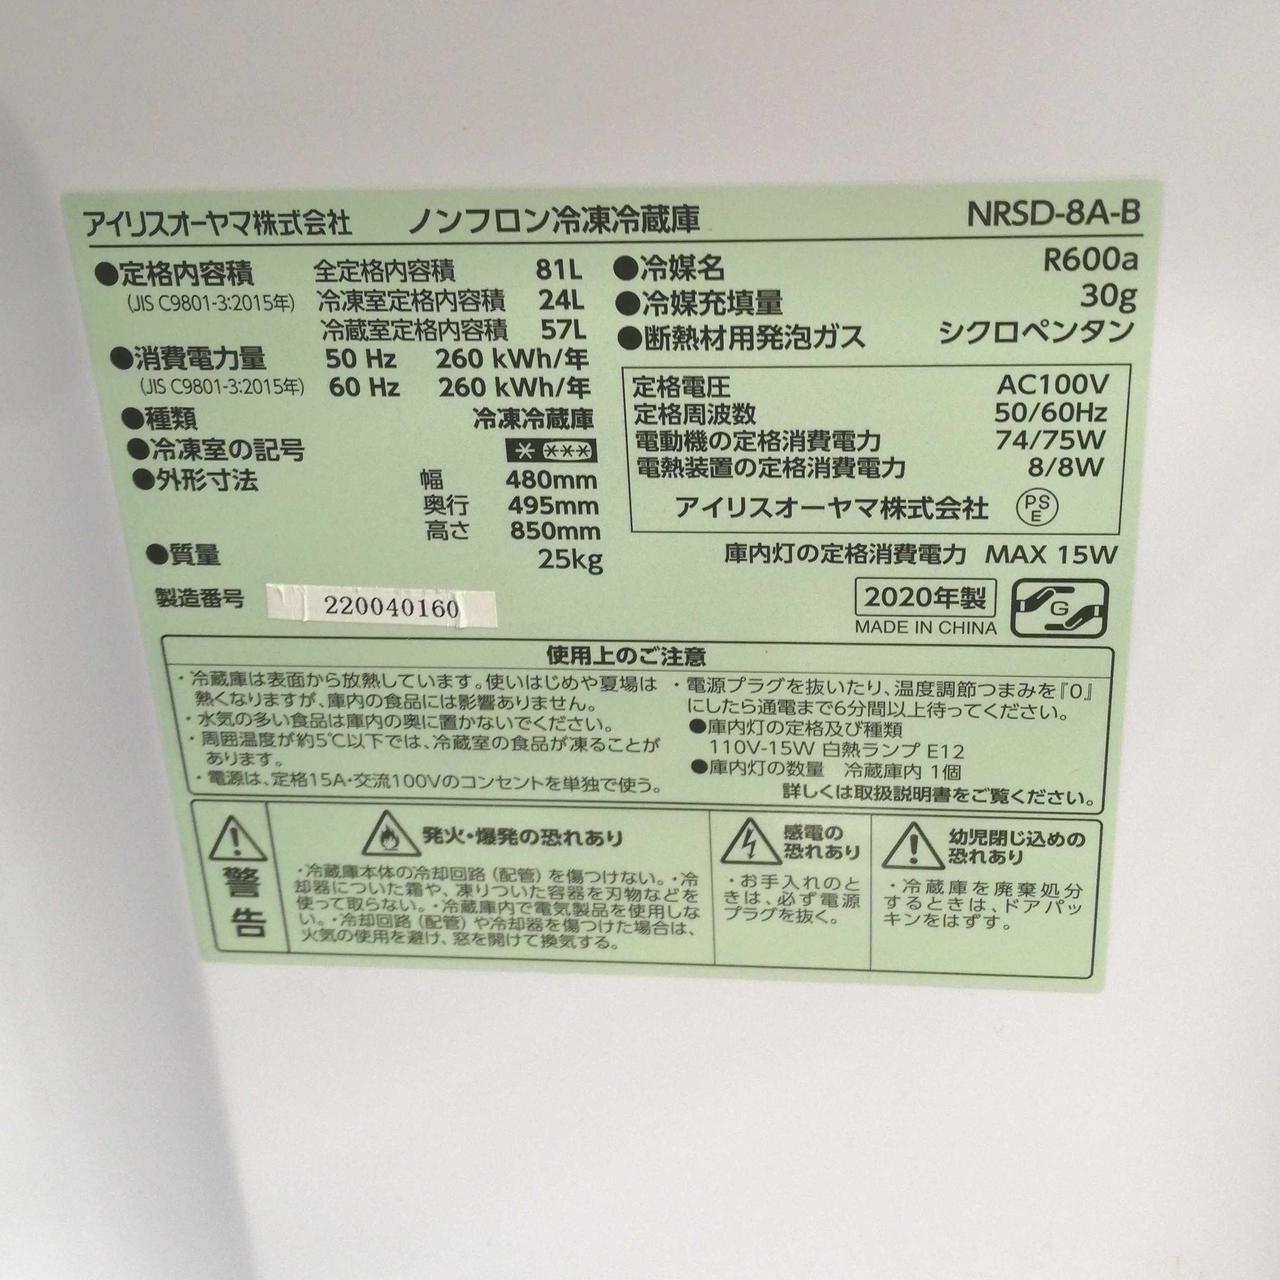 アイリスオーヤマ株式会社 ノンフロン冷凍冷蔵庫 NRSD-8A-B
●定格内容積 全定格内容積 81L
(JIS C9801-3:2015年) 冷凍室定格内容積 24L
冷蔵室定格内容積 57L
●消費電力量 50 Hz 260 kWh/年
(JIS C9801-3:2015年) 60 Hz 260 kWh/年
●種類 冷凍冷蔵庫
●冷凍室の記号
●外形寸法 幅 480mm
奥行 495mm
高さ 850mm
●質量 25kg
製造番号 220040160
●冷媒名 R600a
●冷媒充填量 30g
●断熱材用発泡ガス シクロペンタン
定格電圧 AC100V
定格周波数 50/60Hz
電動機の定格消費電力 74/75W
電熱装置の定格消費電力 8/8W
アイリスオーヤマ株式会社 PSE
庫内灯の定格消費電力 MAX 15W
2020年製
MADE IN CHINA
G
使用上のご注意
・冷蔵庫は表面から放熱しています。使いはじめや夏場は
熱くなりますが、庫内の食品には影響ありません。
・水気の多い食品は庫内の奥に置かないでください。
・周囲温度が約5℃以下では、冷蔵室の食品が凍ることが
あります。
・電源は、定格15A・交流100Vのコンセントを単独で使う。
・電源プラグを抜いたり、温度調節つまみを『0』
にしたら通電まで6分間以上待ってください。
●庫内灯の定格及び種類
110V-15W 白熱ランプ E12
●庫内灯の数量 冷蔵庫内 1個
詳しくは取扱説明書をご覧ください。
警告
発火・爆発の恐れあり
・冷蔵庫本体の冷却回路（配管）を傷つけない。・冷
却器についた霜や、凍りついた容器を刃物などを
使って取らない。・冷蔵庫内で電気製品を使用しな
い。・冷却回路（配管）や冷却器を傷つけた場合は、
火気の使用を避け、窓を開けて換気する。
感電の
恐れあり
・お手入れのと
きは、必ず電源
プラグを抜く。
幼児閉じ込めの
恐れあり
・冷蔵庫を廃棄処分
するときは、ドアパッ
キンをはずす。